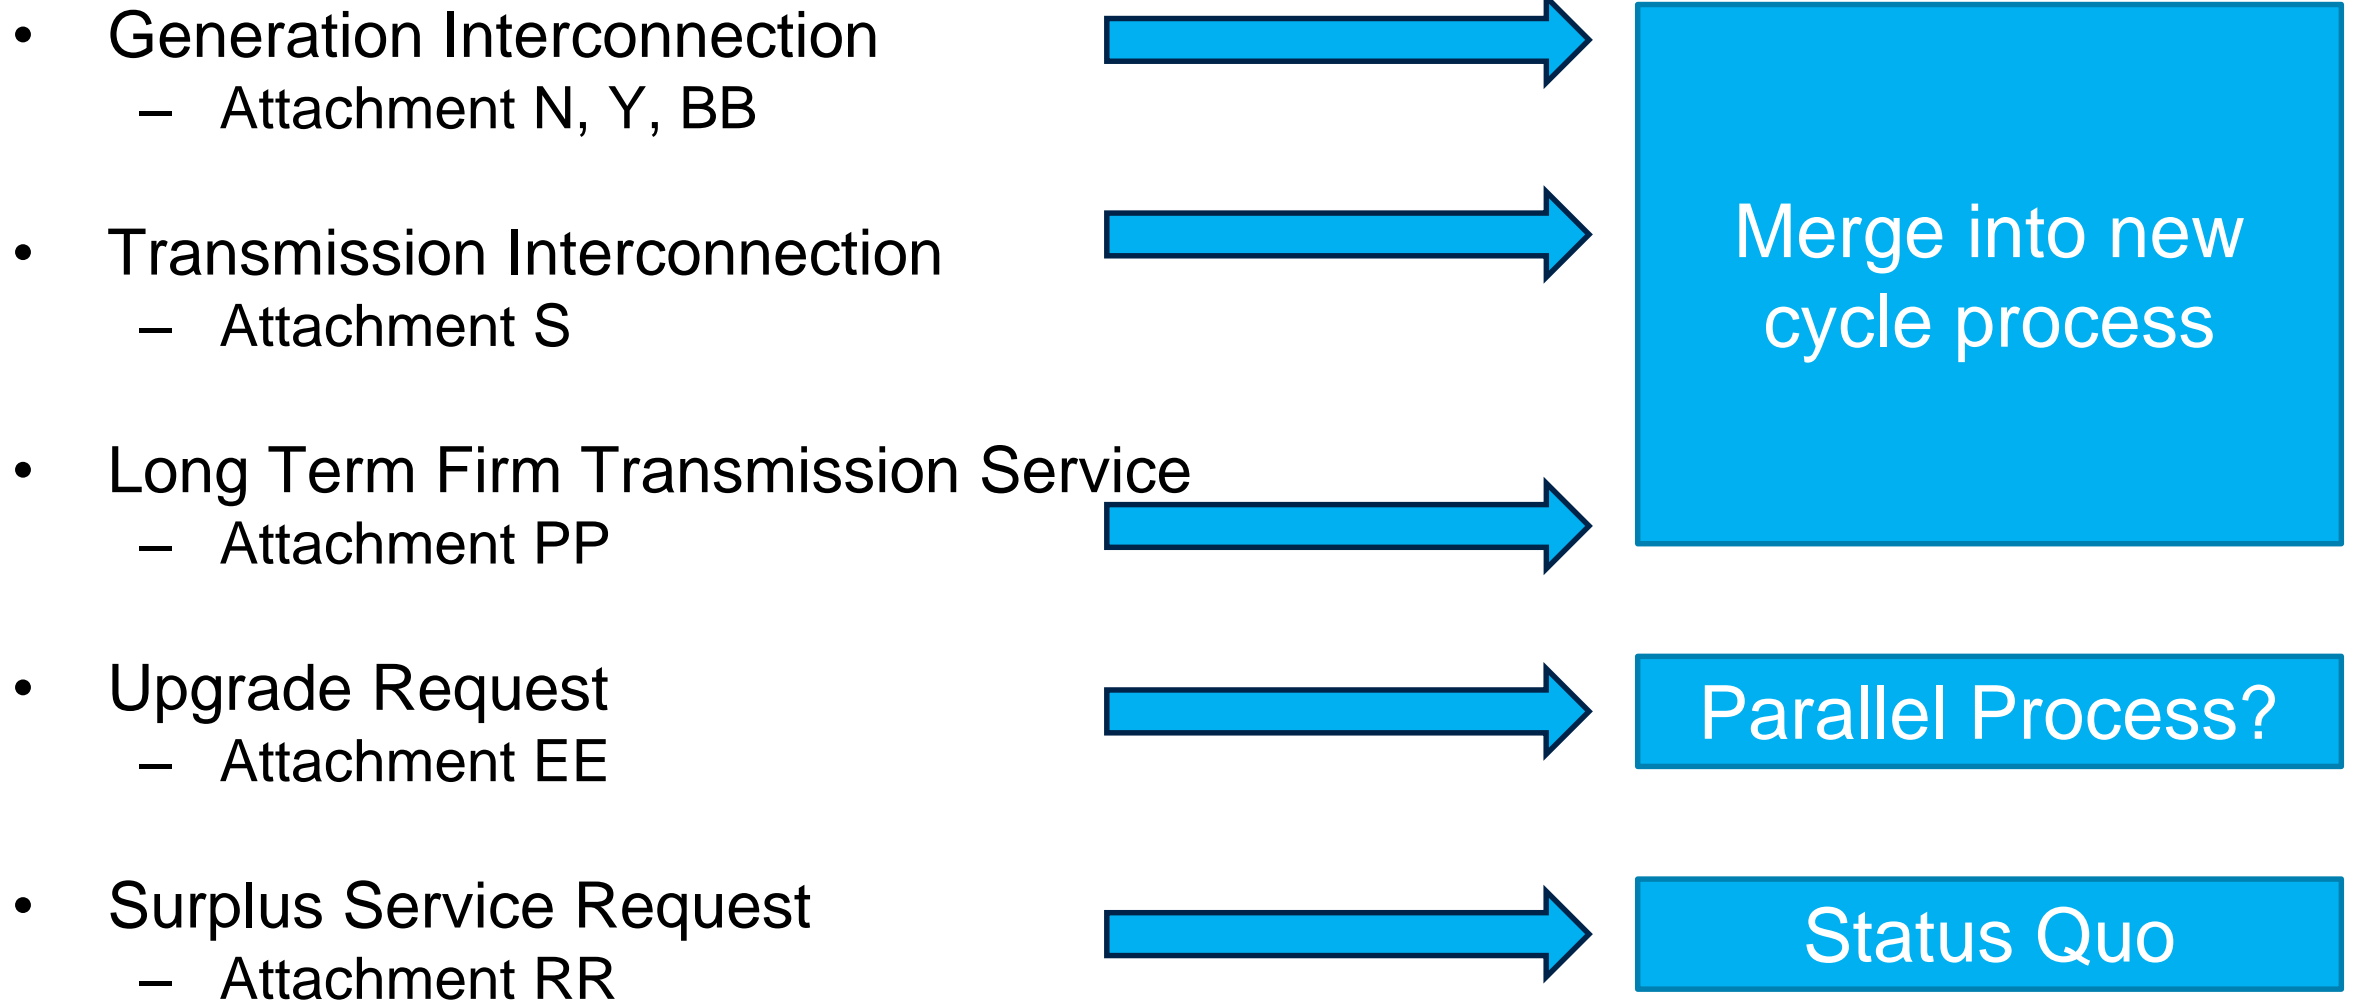 • Generation Interconnection
– Attachment N, Y, BB
• Transmission Interconnection
– Attachment S
• Long Term Firm Transmission Service
– Attachment PP
Merge into new
cycle process
• Upgrade Request
– Attachment EE
Parallel Process?
• Surplus Service Request
– Attachment RR
Status Quo